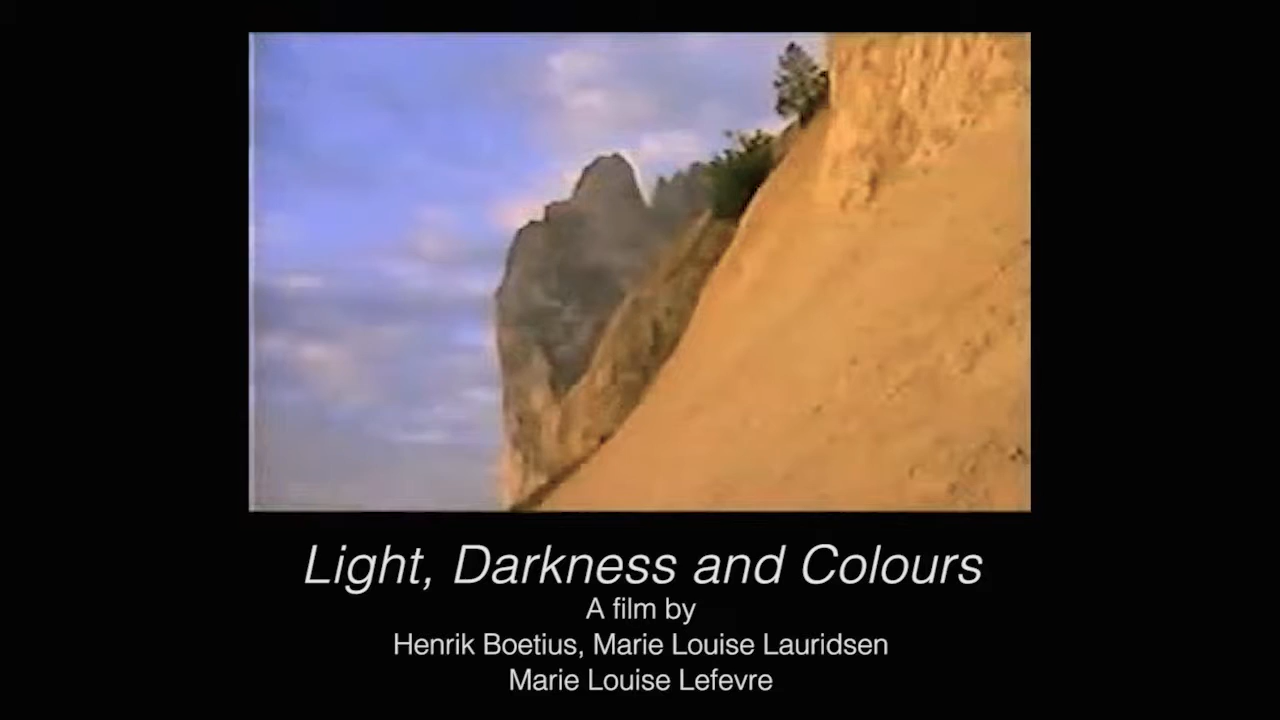 Light, Darkness and Colours
A film by
Henrik Boetius, Marie Louise Lauridsen
Marie Louise Lefevre